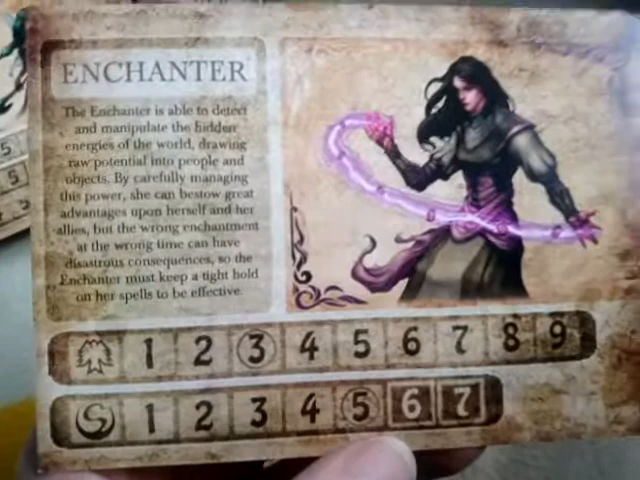 ENCHANTER
The Enchanter is able to detect
and manipulate the hidden
energies of the world, drawing
raw potential into people and
objects. By carefully managing
this power, she can bestow great
advantages upon herself and her
allies, but the wrong enchantment
at the wrong time can have
disastrous consequences, so the
Enchanter must keep a tight hold
on her spells to be effective.
1 2 3 4 5 6 7 8 9
1 2 3 4 5 6 7
5
5